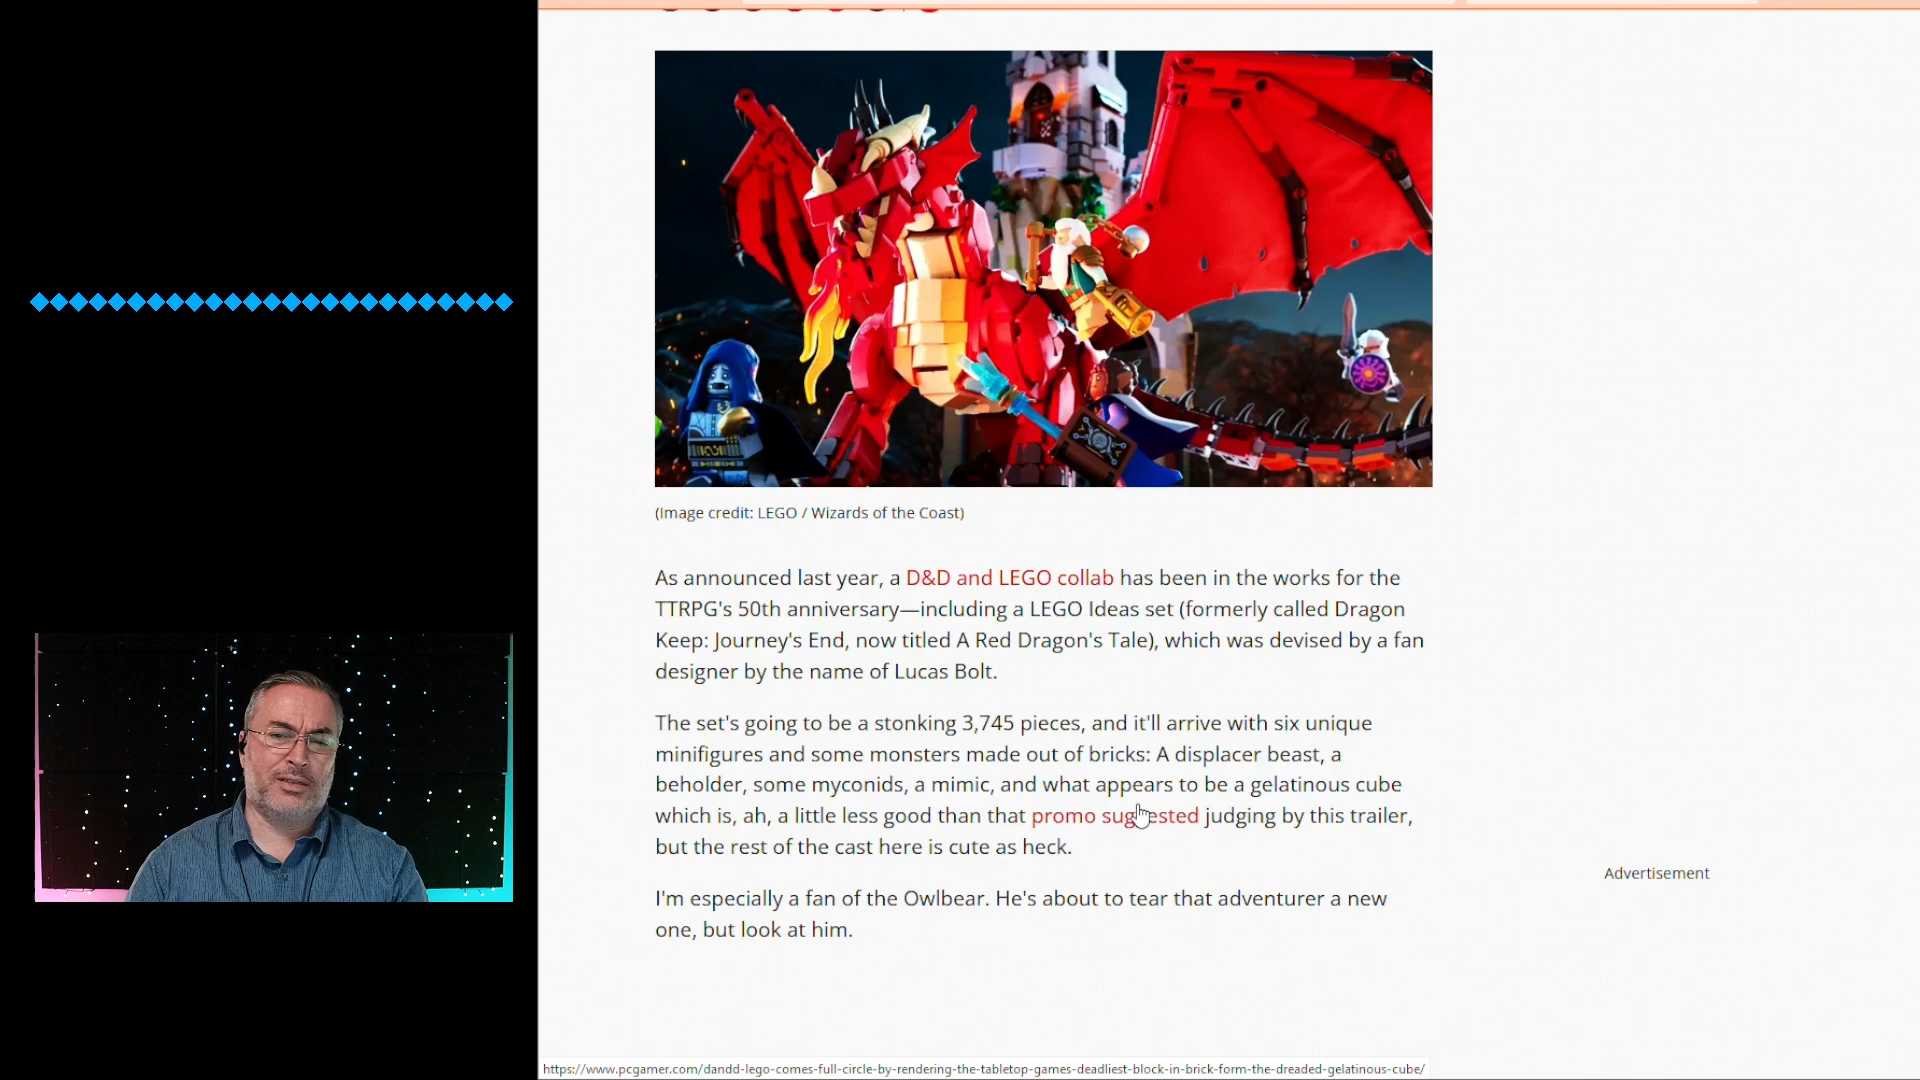 (Image credit: LEGO / Wizards of the Coast)
As announced last year, a D&D and LEGO collab has been in the works for the
TTRPG's 50th anniversary—including a LEGO Ideas set (formerly called Dragon
Keep: Journey's End, now titled A Red Dragon's Tale), which was devised by a fan
designer by the name of Lucas Bolt.
The set's going to be a stonking 3,745 pieces, and it'll arrive with six unique
minifigures and some monsters made out of bricks: A displacer beast, a
beholder, some myconids, a mimic, and what appears to be a gelatinous cube
which is, ah, a little less good than that promo suggested judging by this trailer,
but the rest of the cast here is cute as heck.
Advertisement
I'm especially a fan of the Owlbear. He's about to tear that adventurer a new
one, but look at him.
https://www.pcgamer.com/dandd-lego-comes-full-circle-by-rendering-the-tabletop-games-deadliest-block-in-brick-form-the-dreaded-gelatinous-cube/